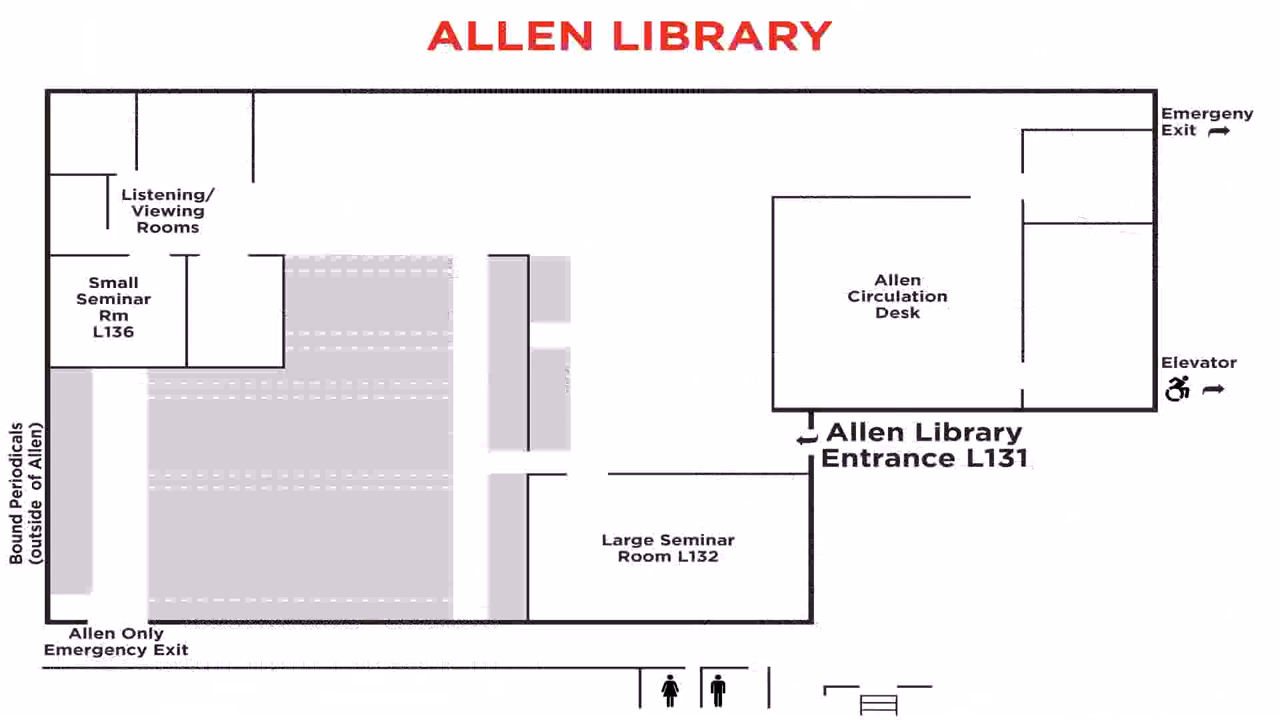 ALLEN LIBRARY
Emergeny
Exit
Listening/
Viewing
Rooms
Small
Seminar
Rm
L136
Allen
Circulation
Desk
Elevator
Allen Library
Entrance L131
Bound Periodicals
(outside of Allen)
Large Seminar
Room L132
Allen Only
Emergency Exit